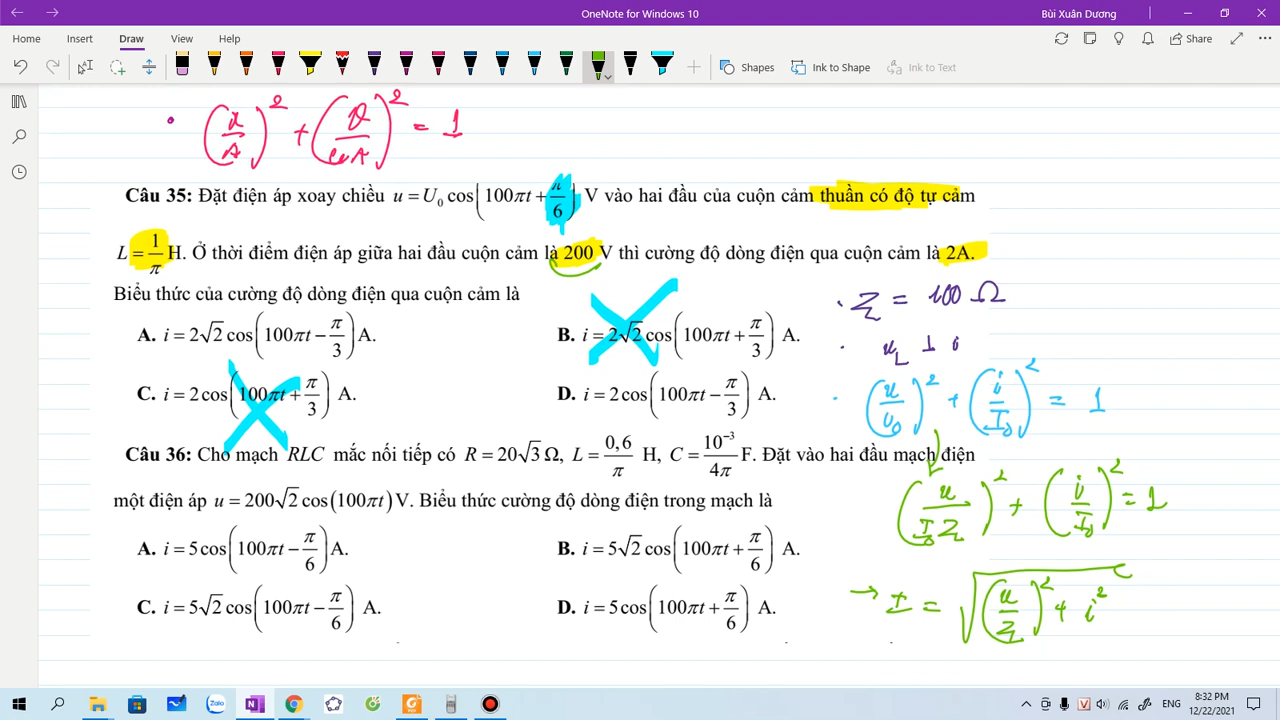 OneNote for Windows 10
Bùi Xuân Dương
Home Insert Draw View Help
Share
Shapes Ink to Shape Ink to Text
(x/A)² + (v/ωA)² = 1
Câu 35: Đặt điện áp xoay chiều u = U₀ cos(100πt + π/6) V vào hai đầu của cuộn cảm thuần có độ tự cảm
L = 1/π H. Ở thời điểm điện áp giữa hai đầu cuộn cảm là 200 V thì cường độ dòng điện qua cuộn cảm là 2A.
Biểu thức của cường độ dòng điện qua cuộn cảm là
A. i = 2√2 cos(100πt − π/3) A.
B. i = 2√2 cos(100πt + π/3) A.
C. i = 2cos(100πt + π/3) A.
D. i = 2cos(100πt − π/3) A.
Câu 36: Cho mạch RLC mắc nối tiếp có R = 20√3 Ω, L = 0,6/π H, C = 10⁻³/4π F. Đặt vào hai đầu mạch điện
một điện áp u = 200√2 cos(100πt) V. Biểu thức cường độ dòng điện trong mạch là
A. i = 5cos(100πt − π/6) A.
B. i = 5√2 cos(100πt + π/6) A.
C. i = 5√2 cos(100πt − π/6) A.
D. i = 5cos(100πt + π/6) A.
· Z_L = 100 Ω
· u_L ⊥
· (u/U₀)² + (i/I₀)² = 1
(u/I₀Z_L)² + (i/I₀)² = 1
→ I = √((u/Z_L)² + i²)
Zalo
8:32 PM
12/22/2021